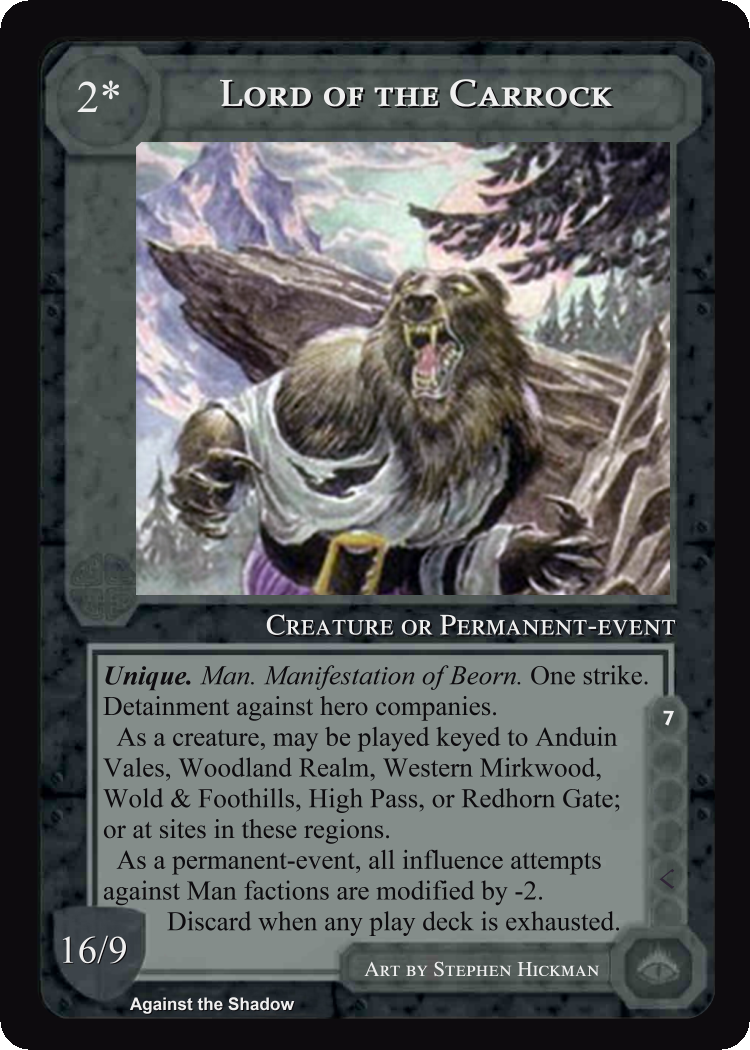 2*
LORD OF THE CARROCK
CREATURE OR PERMANENT-EVENT
Unique. Man. Manifestation of Beorn. One strike.
Detainment against hero companies.
As a creature, may be played keyed to Anduin
Vales, Woodland Realm, Western Mirkwood,
Wold & Foothills, High Pass, or Redhorn Gate;
or at sites in these regions.
As a permanent-event, all influence attempts
against Man factions are modified by -2.
Discard when any play deck is exhausted.
7
<
16/9
ART BY STEPHEN HICKMAN
Against the Shadow